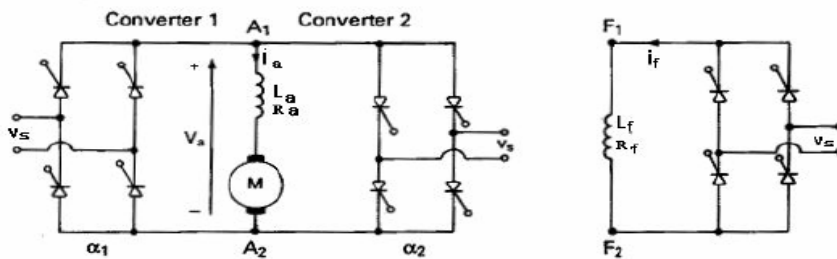 Converter 1
A1
Converter 2
F1
+
ia
if
La
Ra
Va
vs
vs
Lf
Rf
vs
M
−
α1
A2
α2
F2